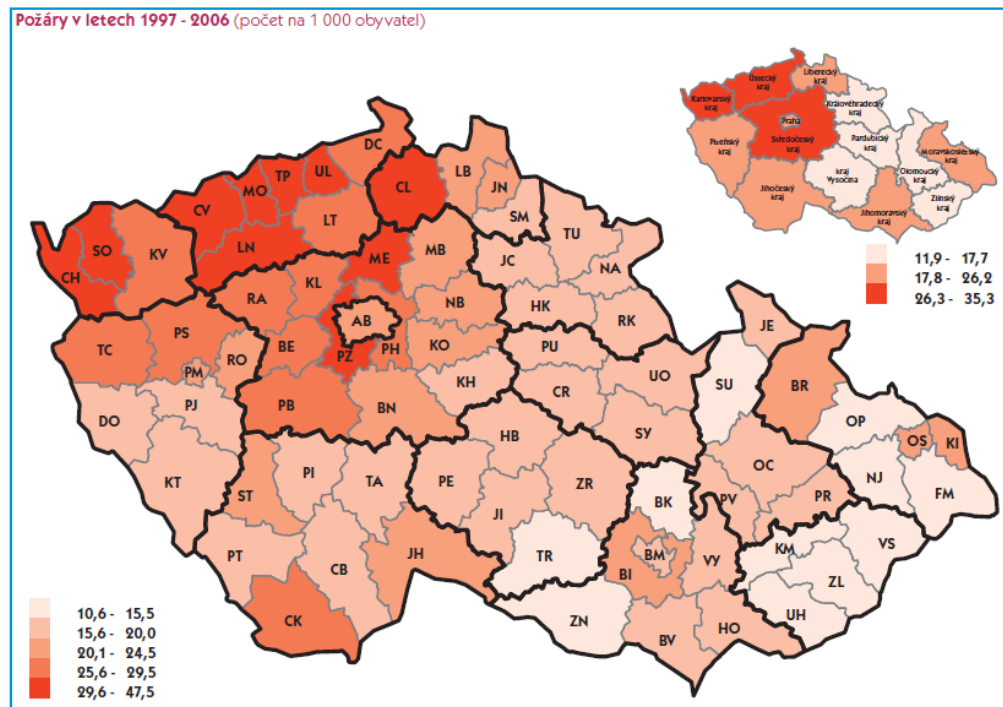 Požáry v letech 1997 - 2006 (počet na 1 000 obyvatel)
Ústecký
kraj
Liberecký
kraj
Karlovarský
kraj
Královéhradecký
kraj
Praha
Středočeský
kraj
Plzeňský
kraj
Pardubický
kraj
Moravskoslezský
kraj
Olomoucký
kraj
kraj
Vysočina
Jihočeský
kraj
Zlínský
kraj
Jihomoravský
kraj
11,9 - 17,7
17,8 - 26,2
26,3 - 35,3
DC
UL
TP
MO
CL
LB
JN
CV
LT
SM
SO
KV
LN
ME
MB
TU
CH
JC
NA
RA
KL
NB
HK
RK
AB
JE
TC
PS
RO
BE
PZ
PH
KO
PU
PM
KH
UO
SU
BR
PJ
PB
BN
CR
DO
OP
HB
SY
OS
KI
KT
ST
PI
TA
PE
ZR
OC
NJ
BK
PV
PR
FM
JI
PT
CB
JH
TR
BM
BI
VY
KM
VS
ZL
CK
ZN
BV
HO
UH
10,6 - 15,5
15,6 - 20,0
20,1 - 24,5
25,6 - 29,5
29,6 - 47,5